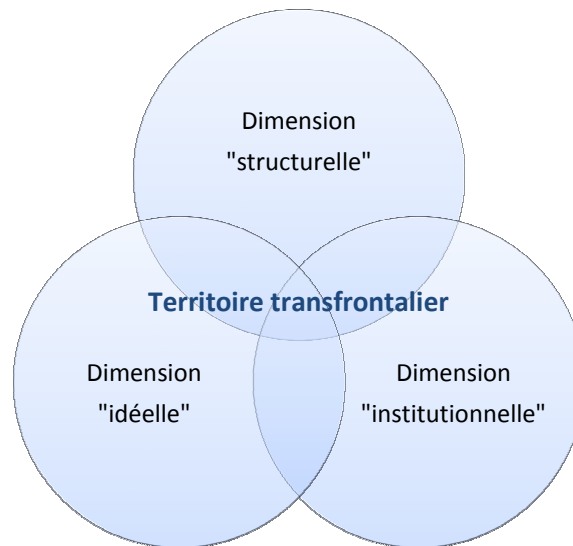 Dimension
"structurelle"
Territoire transfrontalier
Dimension
"idéelle"
Dimension
"institutionnelle"